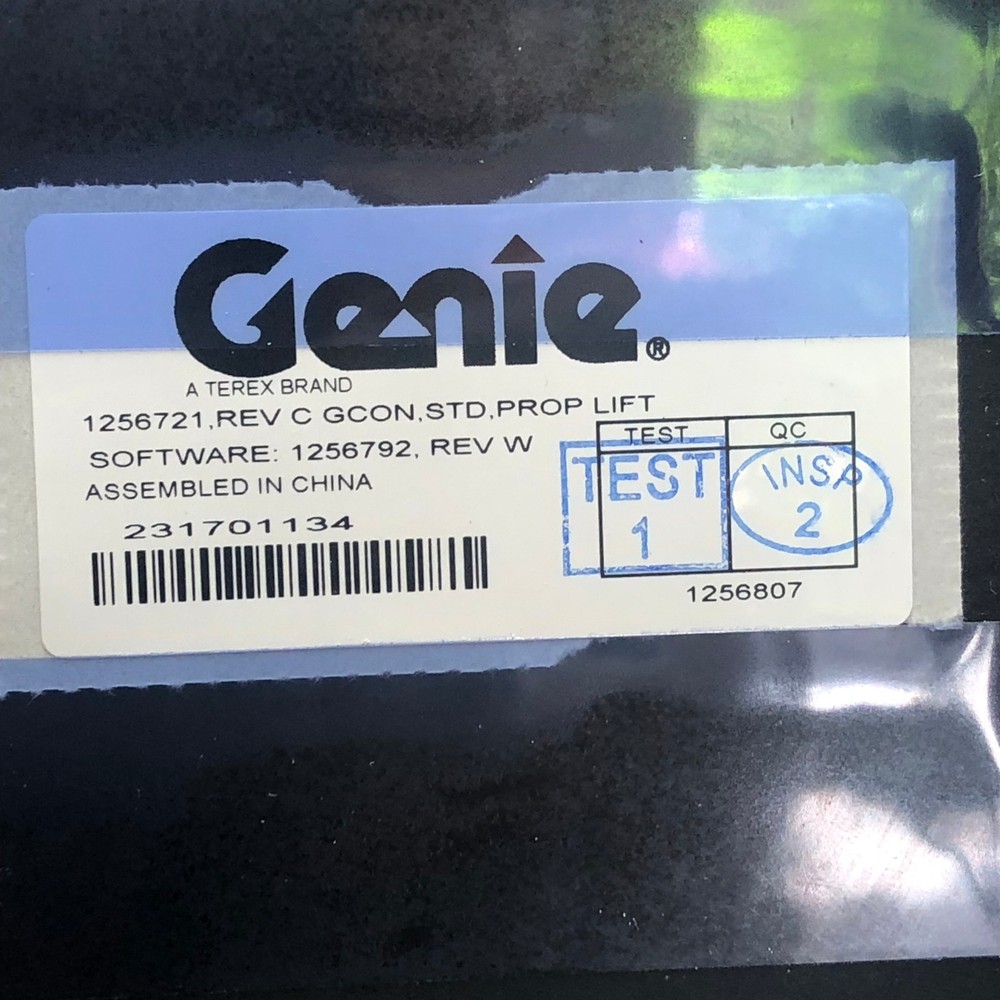 Genie®
A TEREX BRAND
1256721,REV C GCON,STD,PROP LIFT
SOFTWARE: 1256792, REV W
ASSEMBLED IN CHINA
231701134
TEST QC
TEST INSP
1 2
1256807